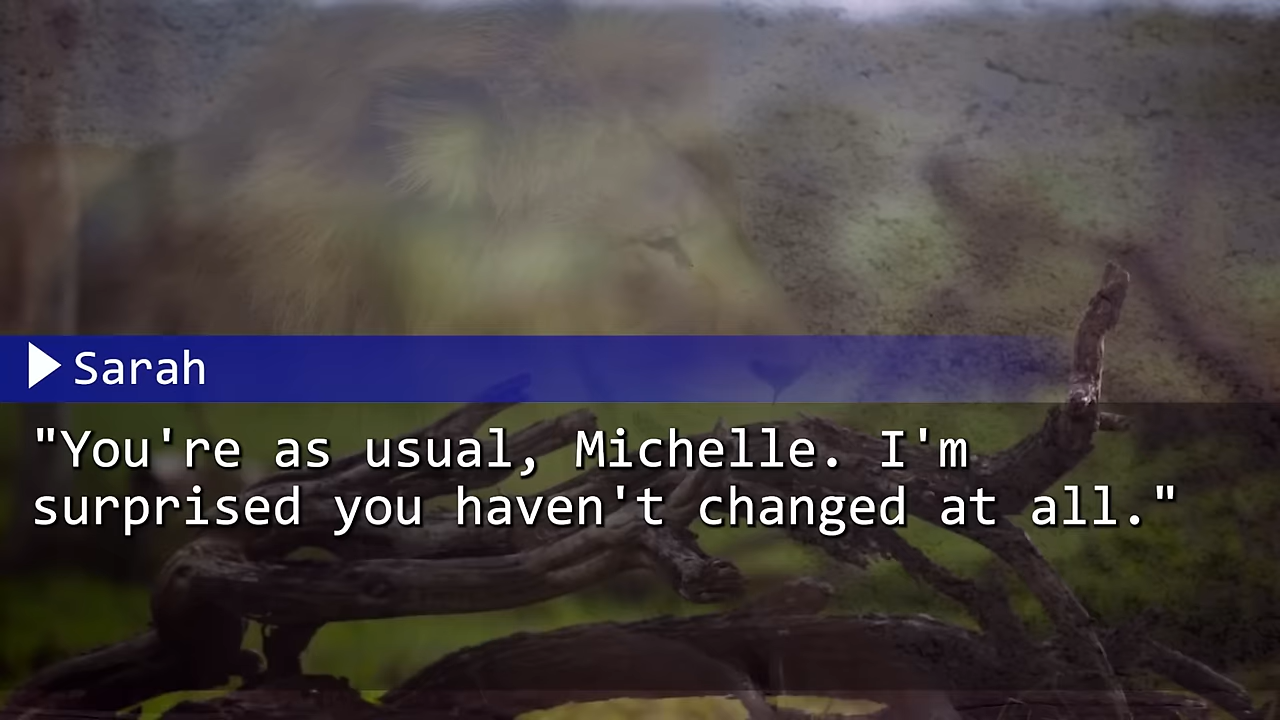 Sarah
"You're as usual, Michelle. I'm
surprised you haven't changed at all."